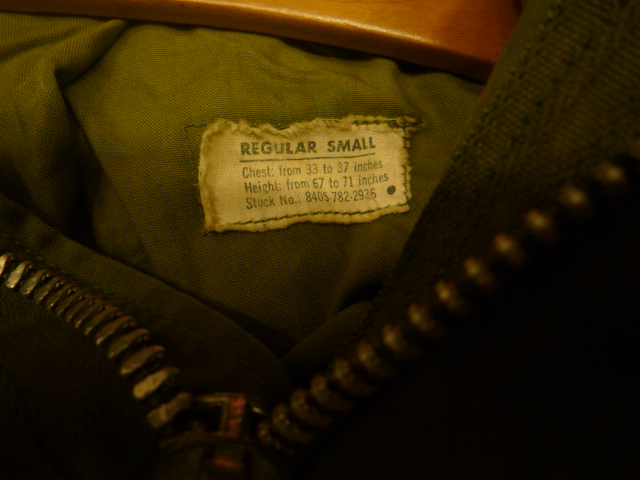 REGULAR SMALL
Chest: from 33 to 37 inches
Height: from 67 to 71 inches
Stock No.: 8405-782-2936